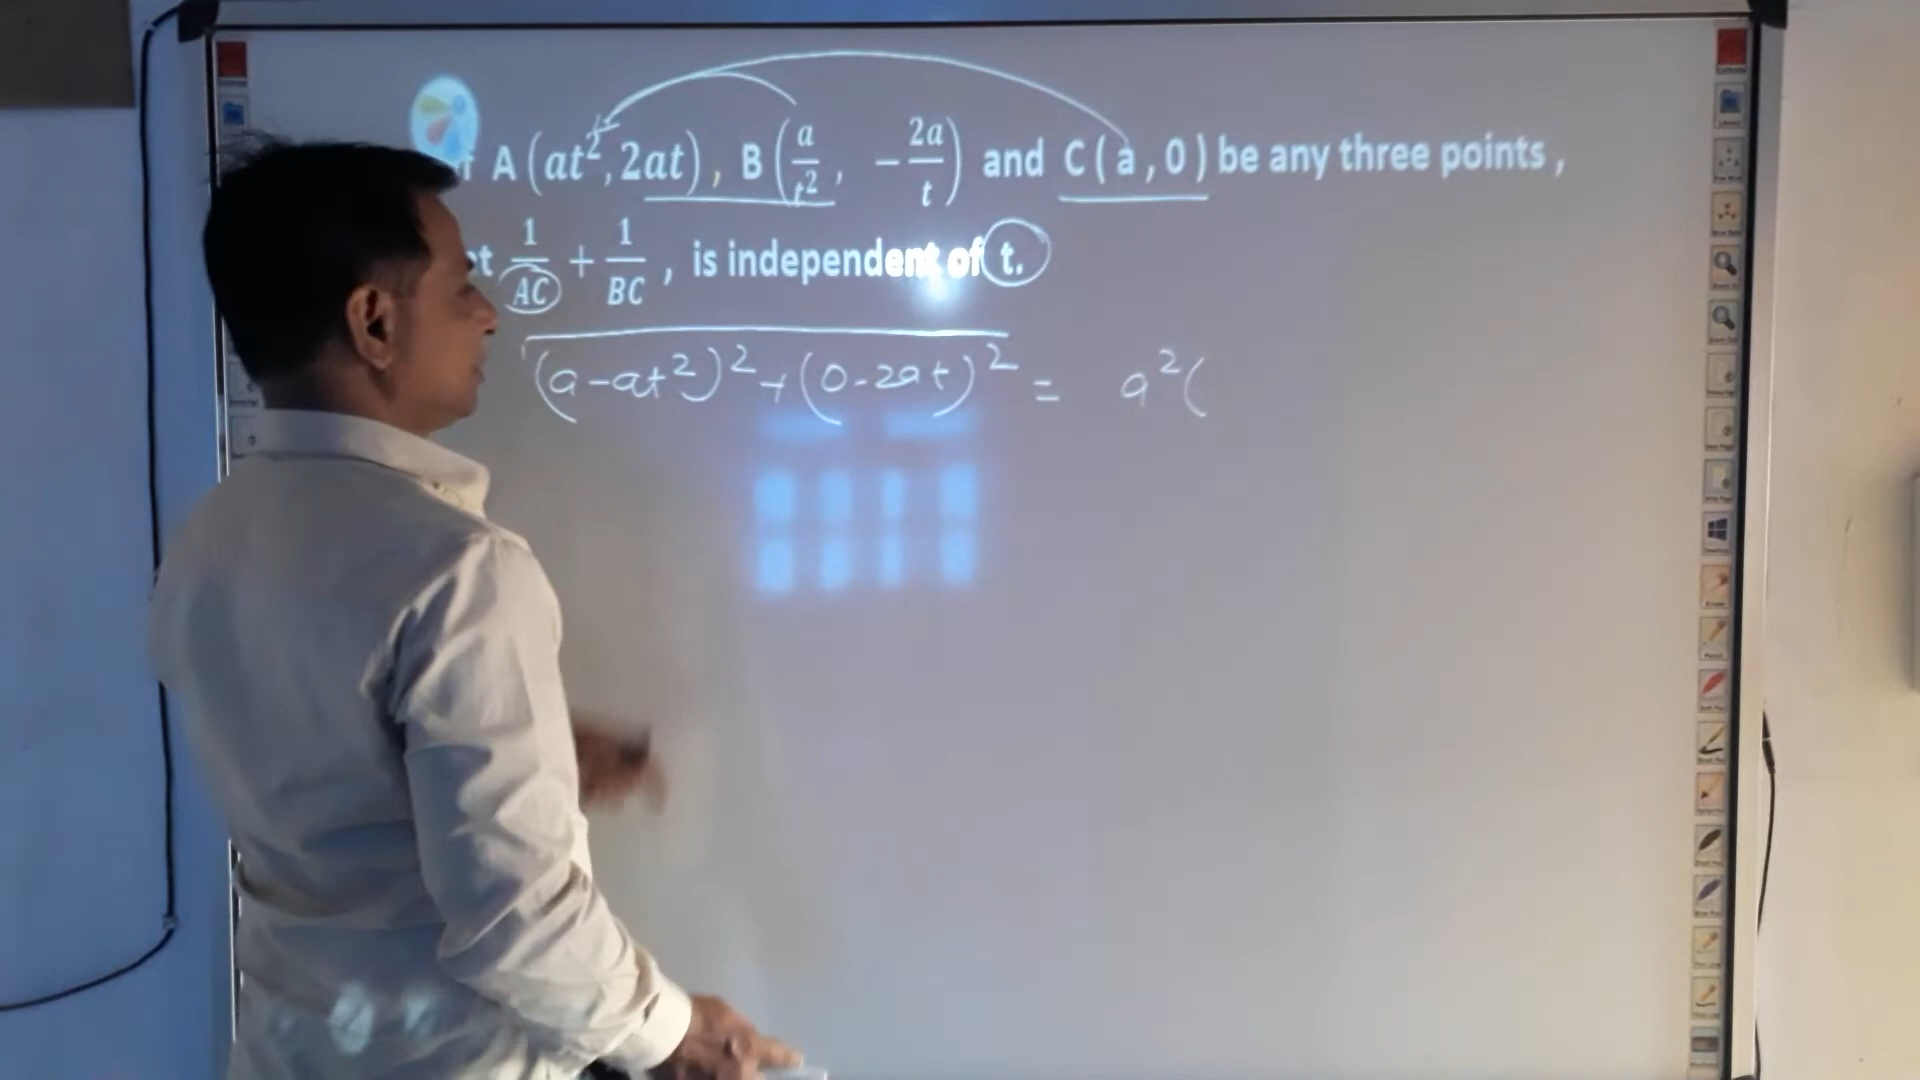 A (at², 2at), B (a/t², −2a/t) and C ( a , 0 ) be any three points ,
1/AC + 1/BC , is independent of t.
√((a-at²)² + (0-2at)²) = a²(